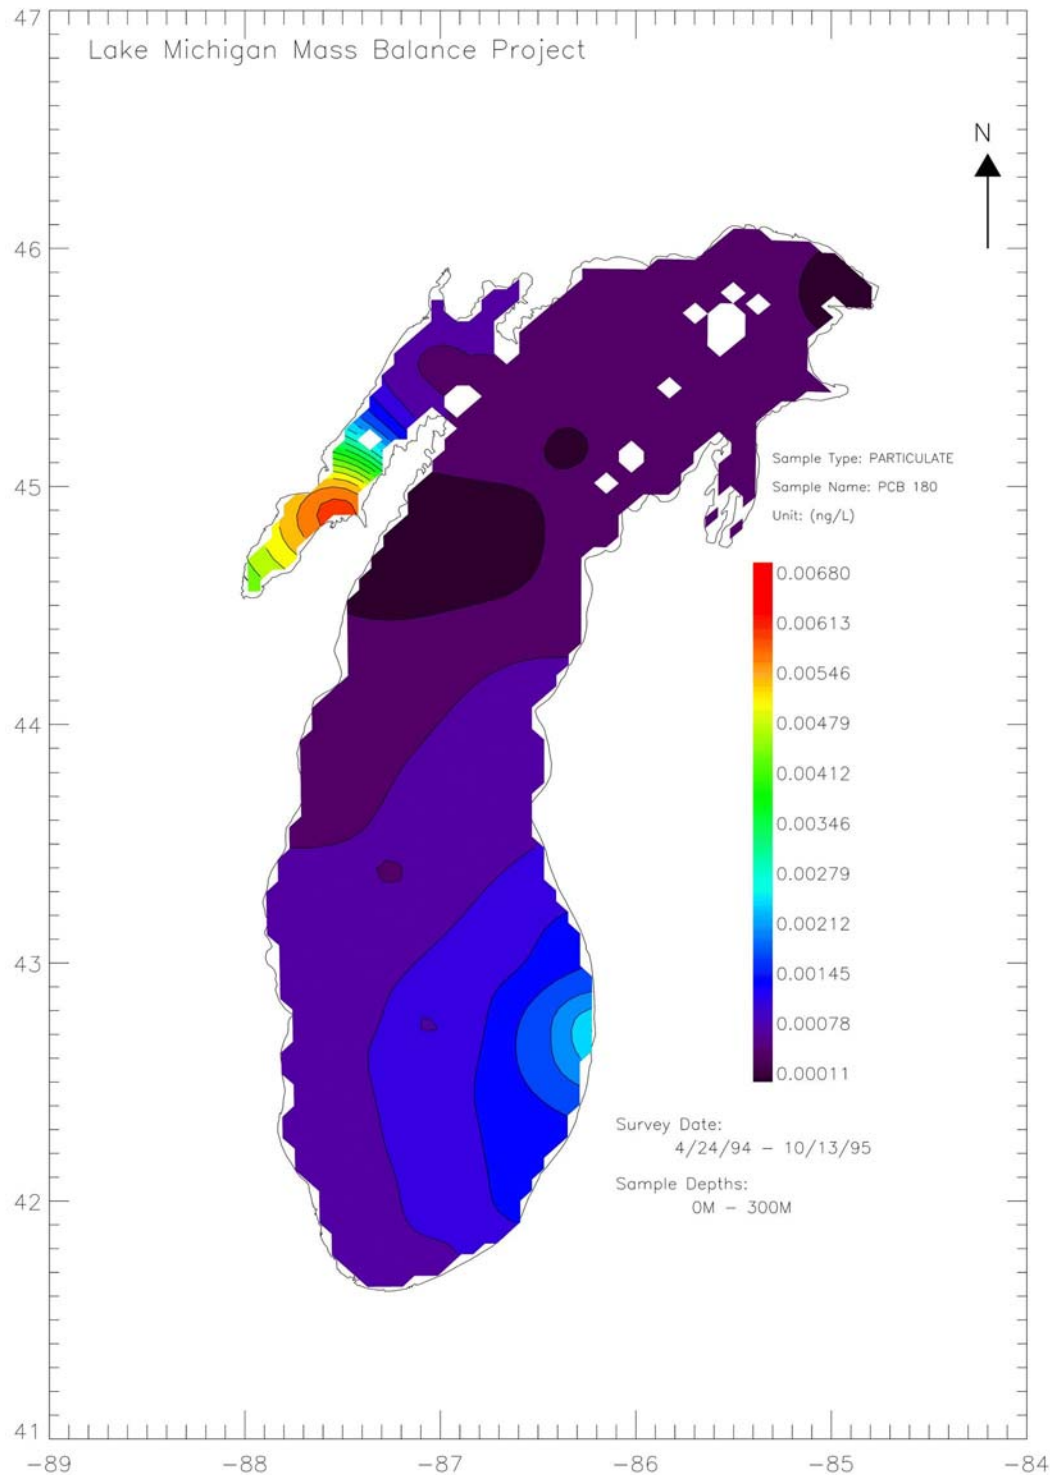 47
Lake Michigan Mass Balance Project
N
46
45
Sample Type: PARTICULATE
Sample Name: PCB 180
Unit: (ng/L)
0.00680
0.00613
0.00546
44
0.00479
0.00412
0.00346
0.00279
0.00212
43
0.00145
0.00078
0.00011
Survey Date:
4/24/94 – 10/13/95
Sample Depths:
42
0M – 300M
41
-89
-88
-87
-86
-85
-84